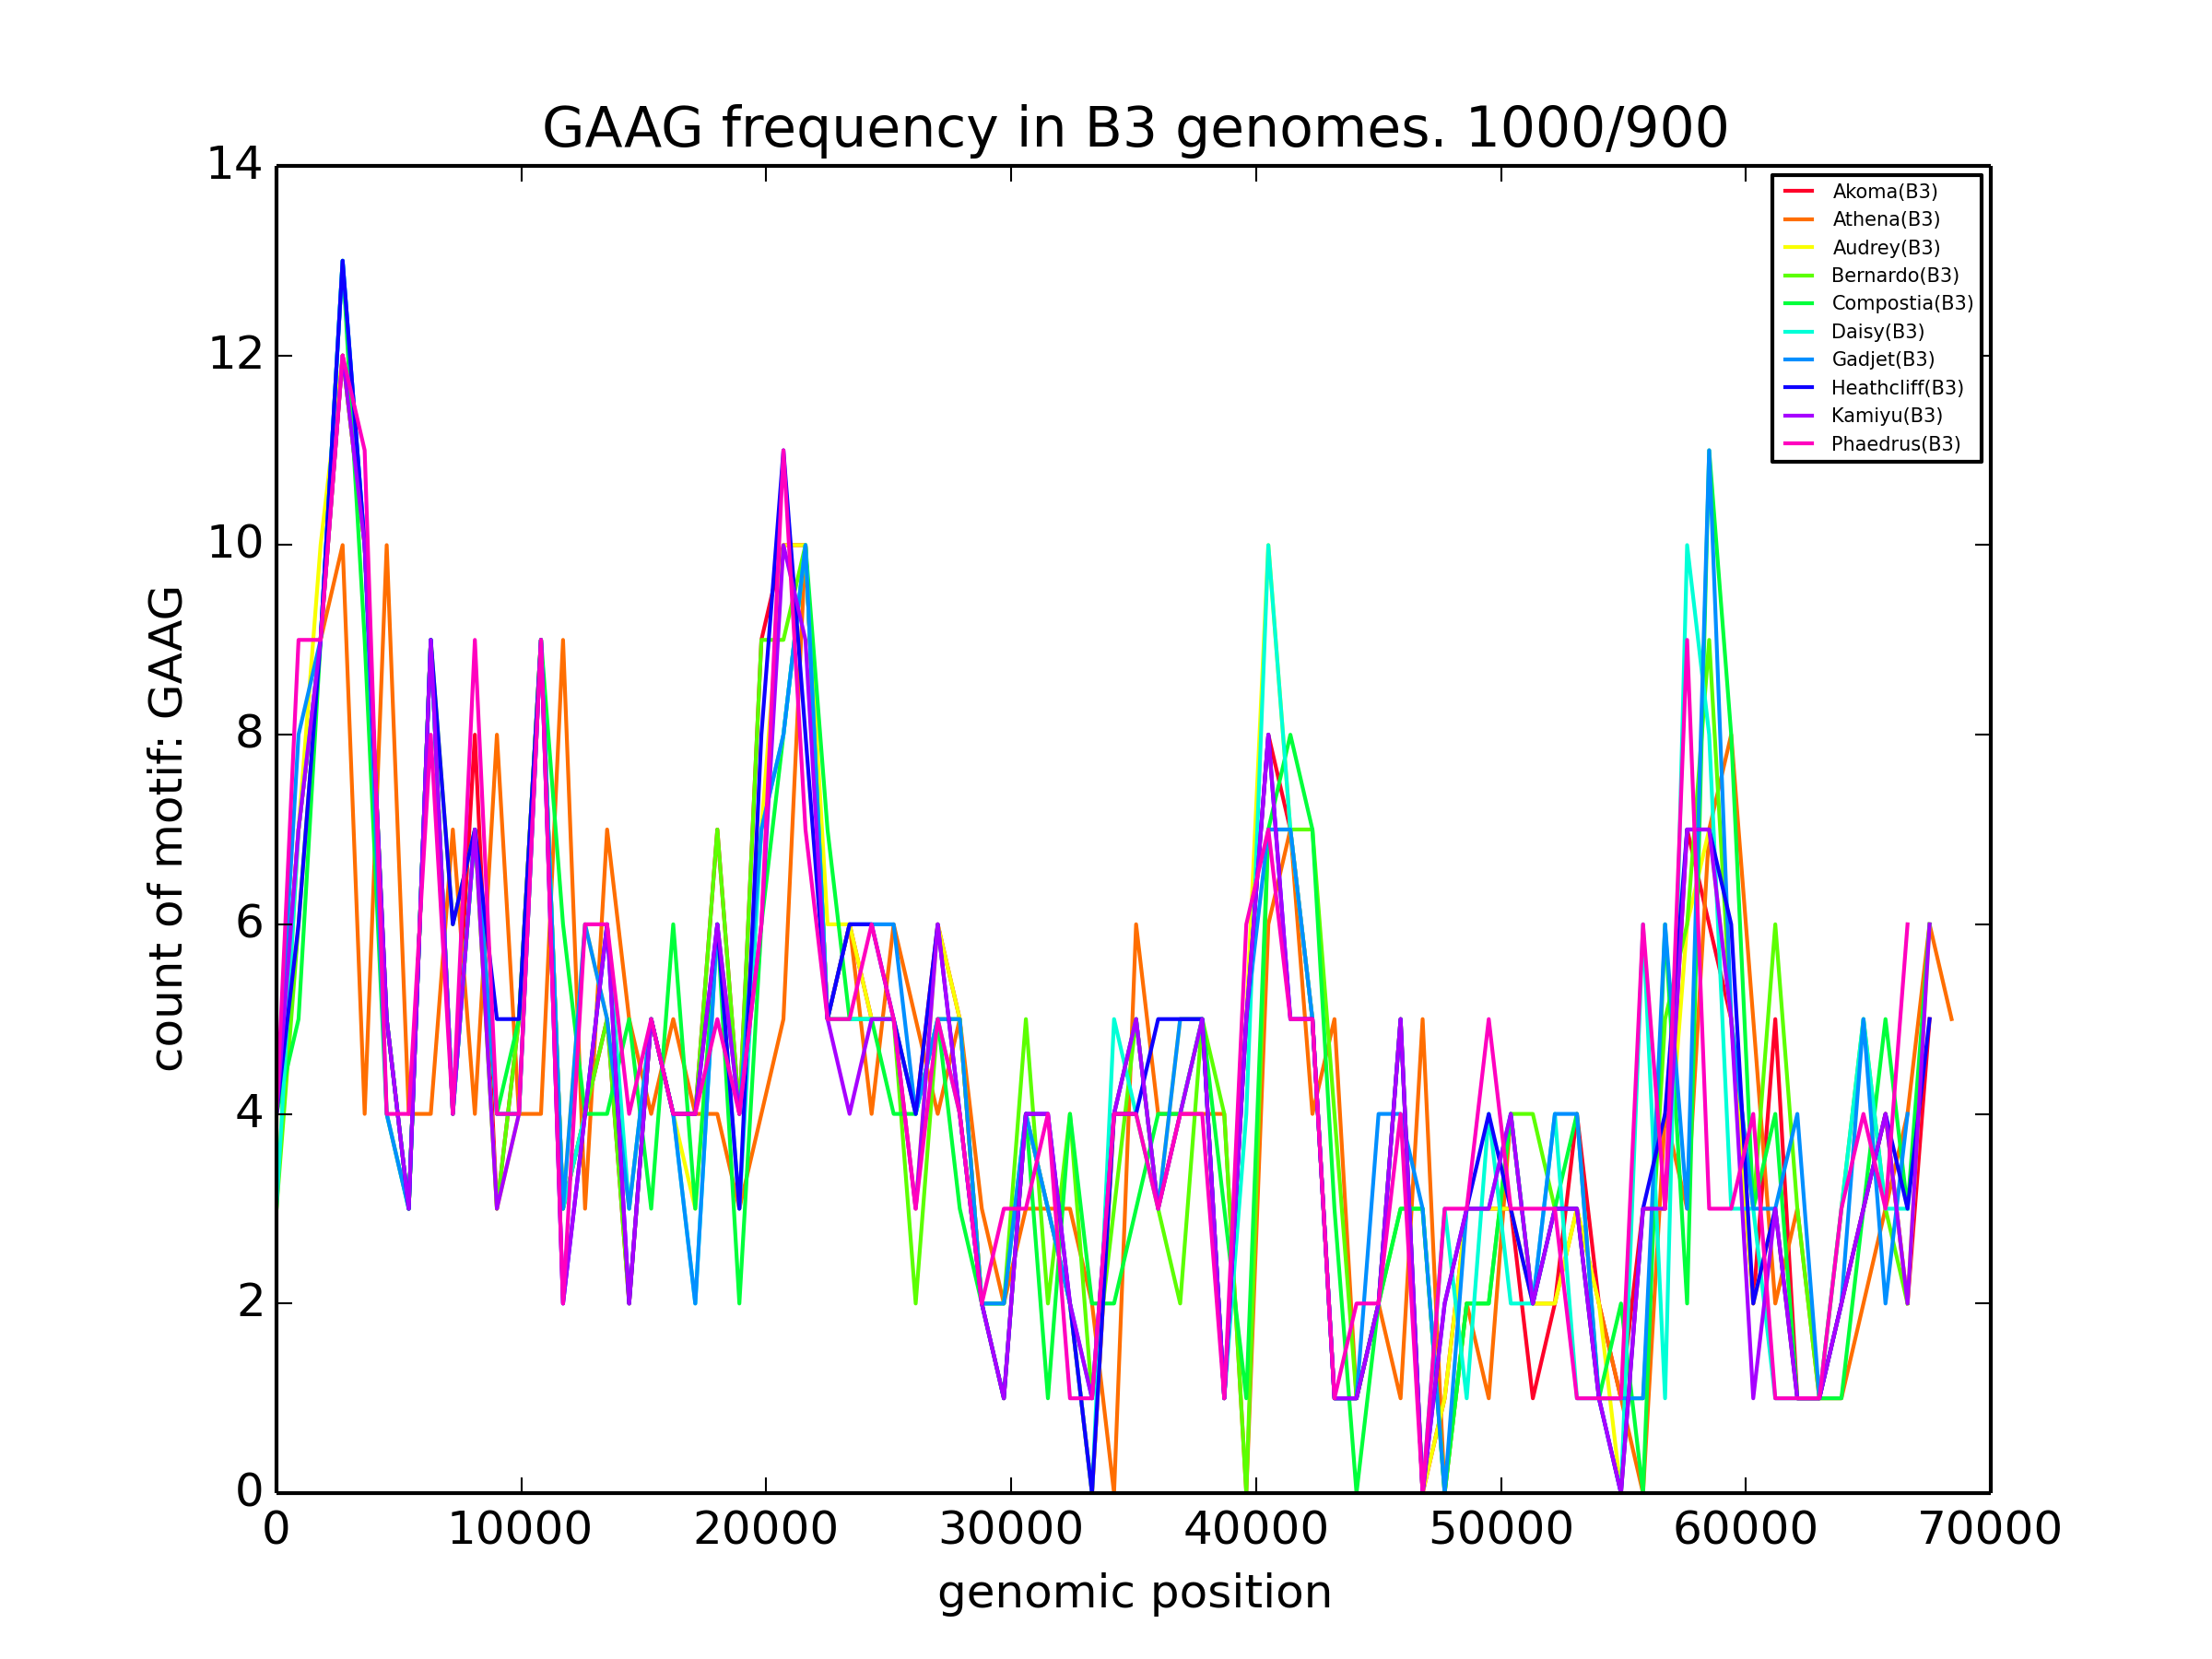 GAAG frequency in B3 genomes. 1000/900
14
12
10
8
6
4
2
0
count of motif: GAAG
Akoma(B3)
Athena(B3)
Audrey(B3)
Bernardo(B3)
Compostia(B3)
Daisy(B3)
Gadjet(B3)
Heathcliff(B3)
Kamiyu(B3)
Phaedrus(B3)
0 10000 20000 30000 40000 50000 60000 70000
genomic position